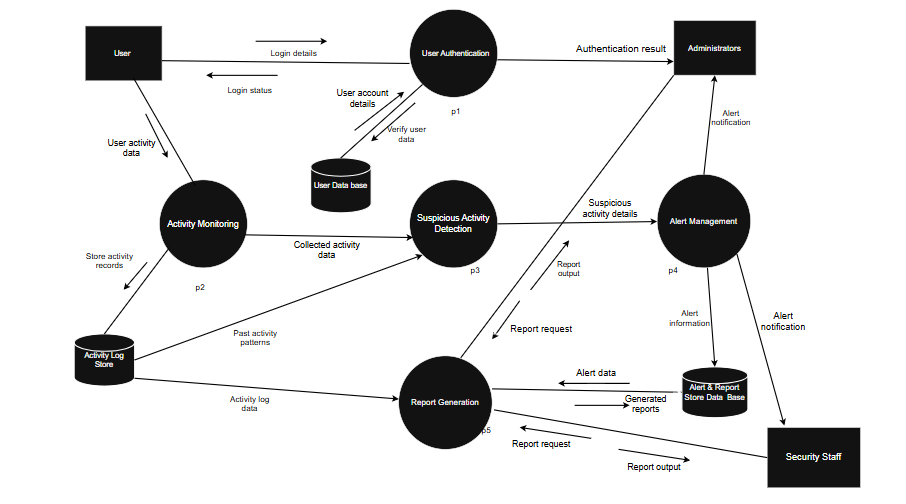 User
Login details
Login status
User Authentication
p1
Authentication result
Administrators
User account
details
Verify user
data
User Data base
User activity
data
Alert
notification
Activity Monitoring
p2
Collected activity
data
Suspicious Activity
Detection
p3
Suspicious
activity details
Alert Management
p4
Store activity
records
Report
output
Past activity
patterns
Report request
Alert
information
Alert
notification
Activity Log
Store
Activity log
data
Report Generation
p5
Alert data
Generated
reports
Alert & Report
Store Data Base
Report request
Report output
Security Staff